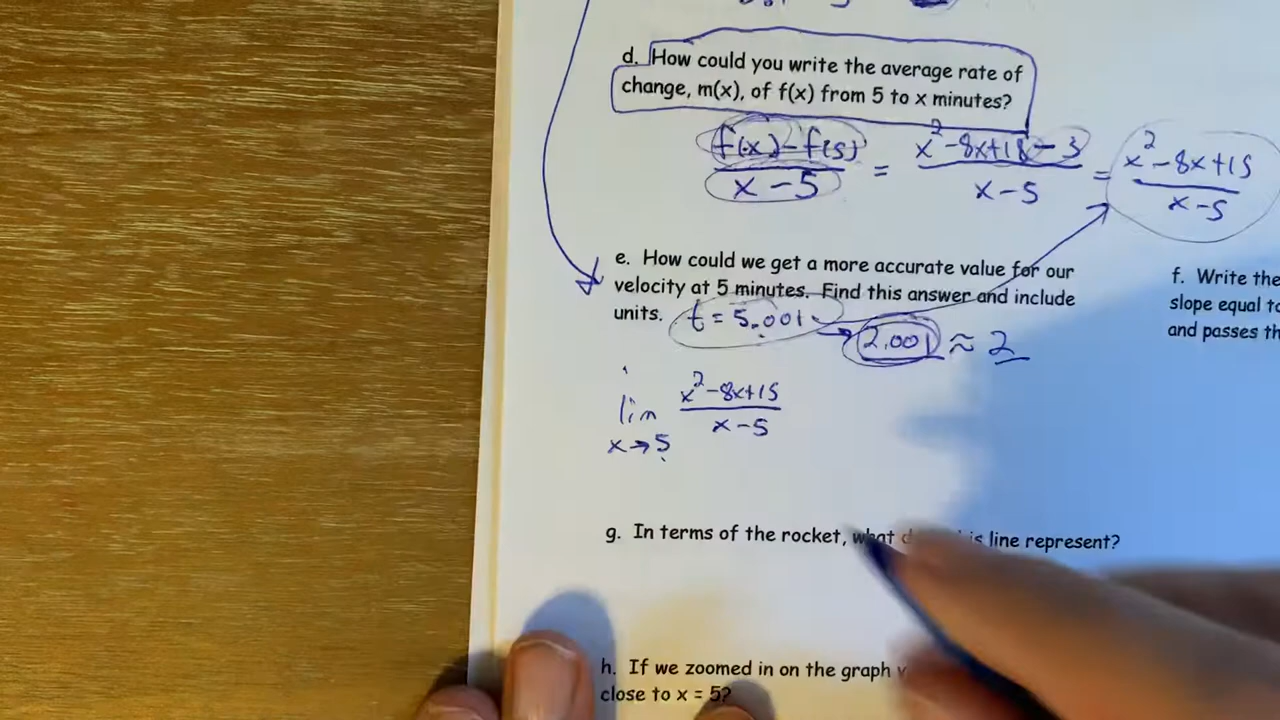 d. How could you write the average rate of
change, m(x), of f(x) from 5 to x minutes?
f(x) - f(5) / x - 5 = x² - 8x + 18 - 3 / x - 5 = x² - 8x + 15 / x - 5
e. How could we get a more accurate value for our
velocity at 5 minutes. Find this answer and include
units. t = 5.001 → 2.001 ≈ 2
f. Write the
slope equal to
and passes th
lim x→5 x² - 8x + 15 / x - 5
g. In terms of the rocket, what is line represent?
h. If we zoomed in on the graph
close to x = 5?